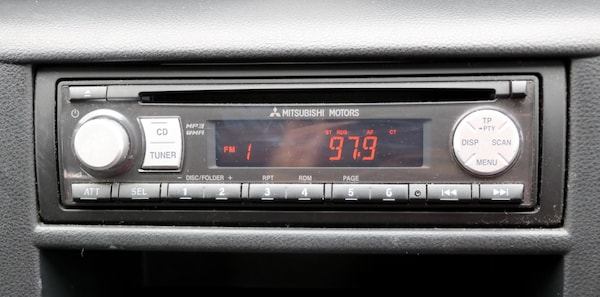 MITSUBISHI MOTORS
CD
MP3
WMA
TUNER
ST RDS AF CT
FM 1 97.9
TP
PTY
DISP SCAN
MENU
– DISC/FOLDER + RPT RDM PAGE
ATT SEL 1 2 3 4 5 6